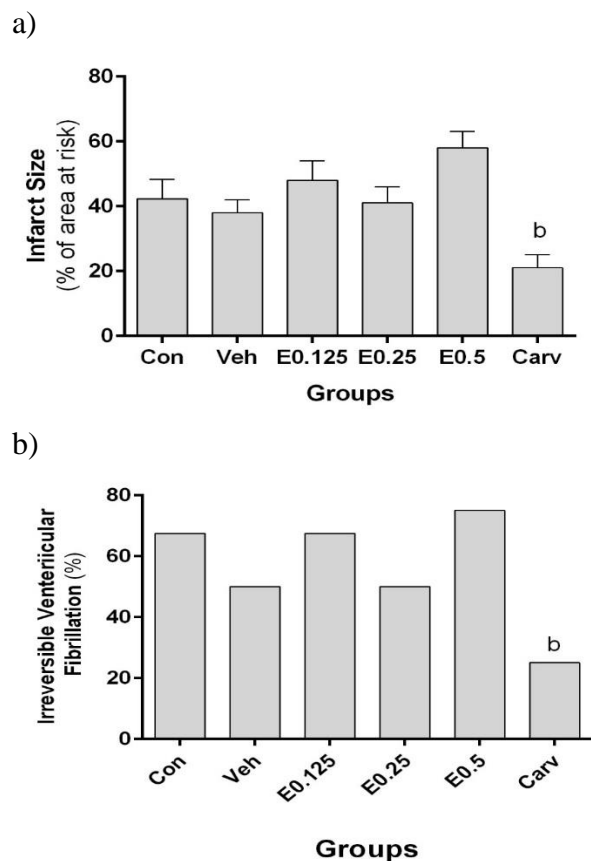 a)
Infarct Size
(% of area at risk)
80
60
40
20
0
b
Con Veh E0.125 E0.25 E0.5 Carv
Groups
b)
Irreversible Venteriicular
Fibrillation (%)
80
60
40
20
0
b
Con Veh E0.125 E0.25 E0.5 Carv
Groups